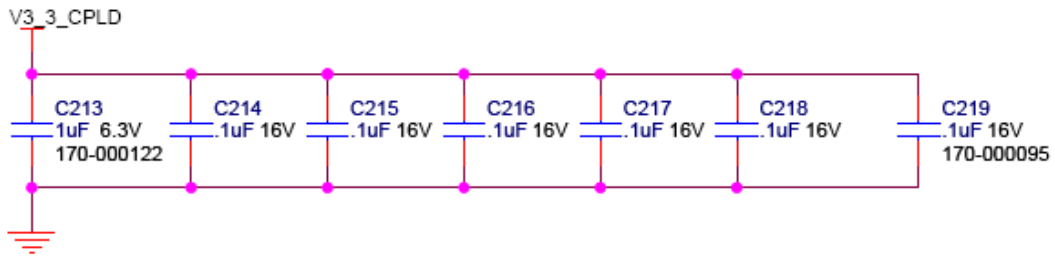 V3_3_CPLD
C213
1uF 6.3V
170-000122
C214
.1uF 16V
C215
.1uF 16V
C216
.1uF 16V
C217
.1uF 16V
C218
.1uF 16V
C219
.1uF 16V
170-000095